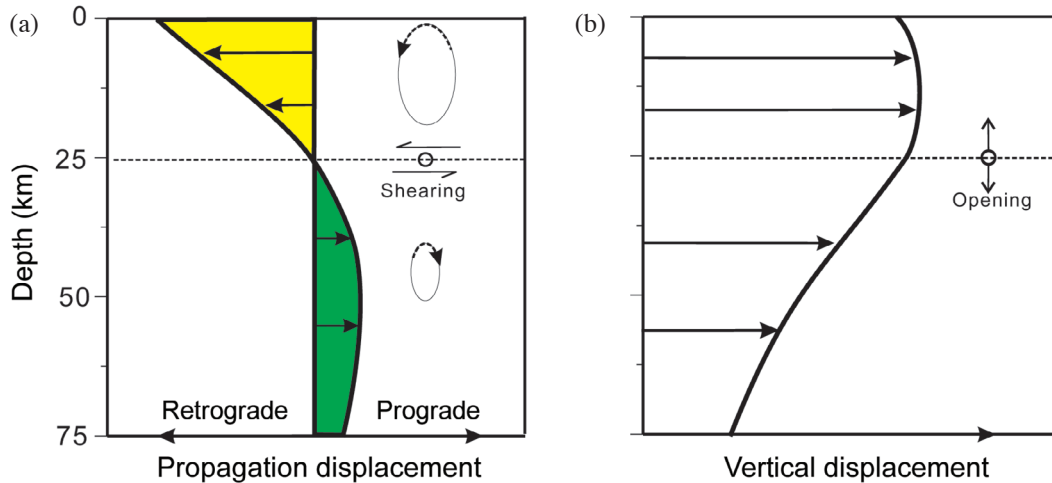 (a)
0
25
50
75
Depth (km)
Shearing
Retrograde
Prograde
Propagation displacement
(b)
Opening
Vertical displacement